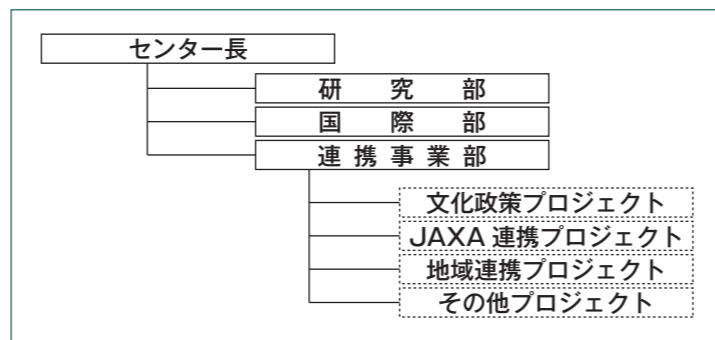 センター長
研究部
国際部
連携事業部
文化政策プロジェクト
JAXA 連携プロジェクト
地域連携プロジェクト
その他プロジェクト